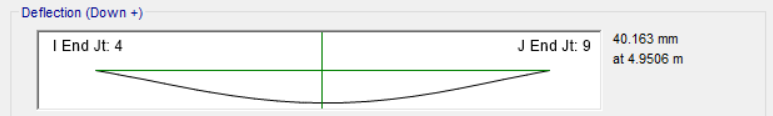 Deflection (Down +)
I End Jt: 4
J End Jt: 9
40.163 mm
at 4.9506 m